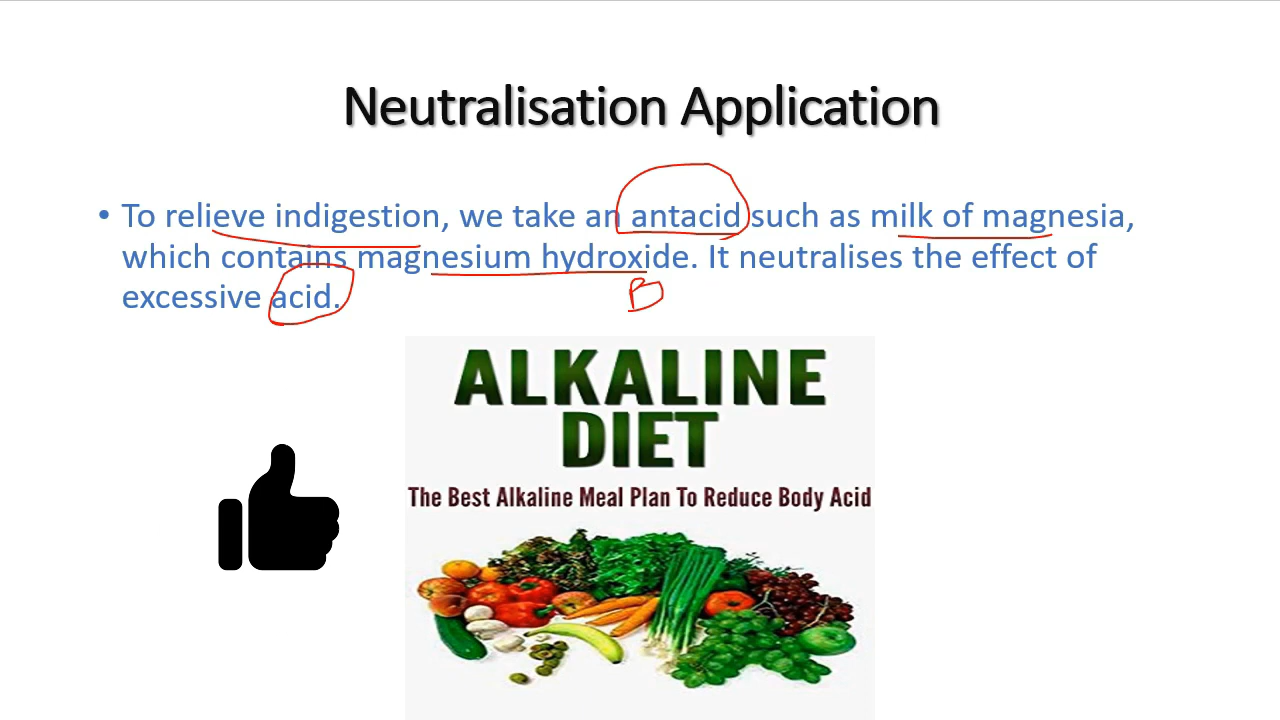 Neutralisation Application
• To relieve indigestion, we take an antacid such as milk of magnesia,
which contains magnesium hydroxide. It neutralises the effect of
excessive acid.
B
ALKALINE
DIET
The Best Alkaline Meal Plan To Reduce Body Acid